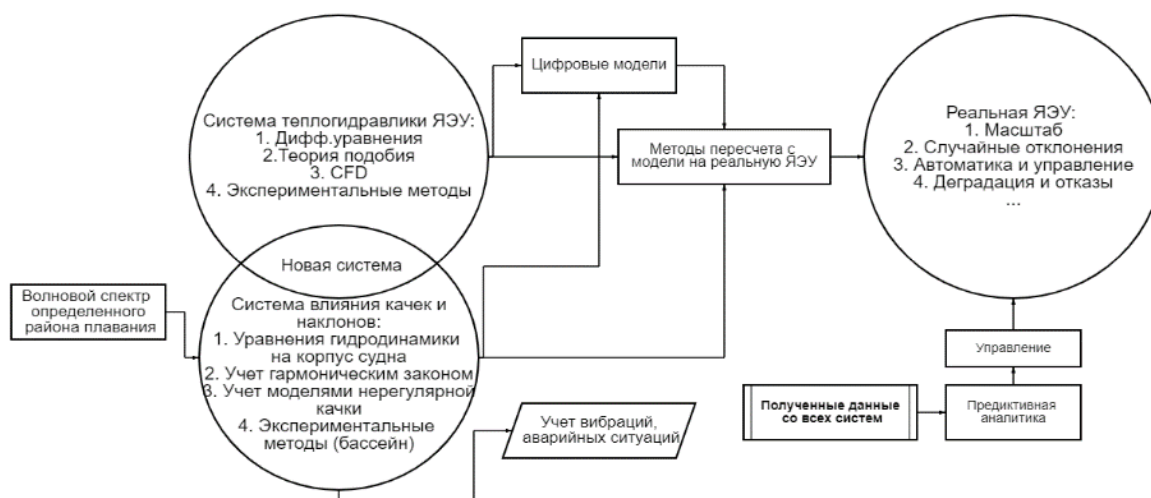 Система теплогидравлики ЯЭУ:
1. Дифф.уравнения
2.Теория подобия
3. CFD
4. Экспериментальные методы
Новая система
Система влияния качек и
наклонов:
1. Уравнения гидродинамики
на корпус судна
2. Учет гармоническим законом
3. Учет моделями нерегулярной
качки
4. Экспериментальные
методы (бассейн)
Волновой спектр
определенного
района плавания
Цифровые модели
Методы пересчета с
модели на реальную ЯЭУ
Учет вибраций,
аварийных ситуаций
Реальная ЯЭУ:
1. Масштаб
2. Случайные отклонения
3. Автоматика и управление
4. Деградация и отказы
...
Управление
Полученные данные
со всех систем
Предиктивная
аналитика